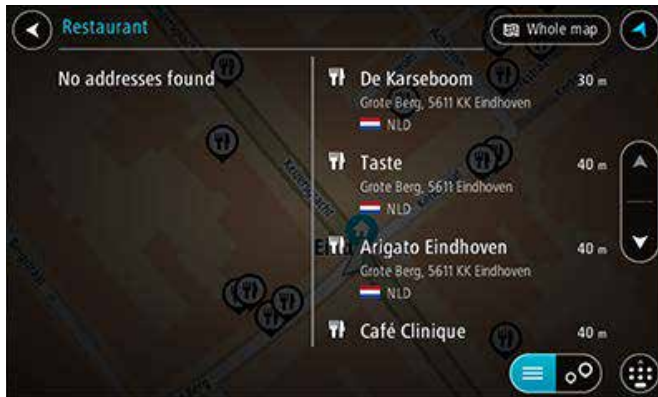 Restaurant
Whole map
No addresses found
De Karseboom
30 m
Grote Berg, 5611 KK Eindhoven
NLD
Taste
40 m
Grote Berg, 5611 Eindhoven
NLD
Arigato Eindhoven
40 m
Grote Berg, 5611 KK Eindhoven
NLD
Café Clinique
40 m